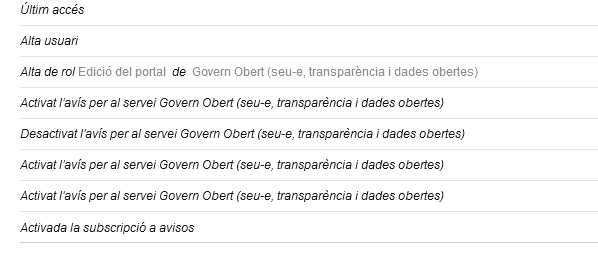 Últim accés
Alta usuari
Alta de rol Edició del portal de Govern Obert (seu-e, transparència i dades obertes)
Activat l'avís per al servei Govern Obert (seu-e, transparència i dades obertes)
Desactivat l'avís per al servei Govern Obert (seu-e, transparència i dades obertes)
Activat l'avís per al servei Govern Obert (seu-e, transparència i dades obertes)
Activat l'avís per al servei Govern Obert (seu-e, transparència i dades obertes)
Activada la subscripció a avisos